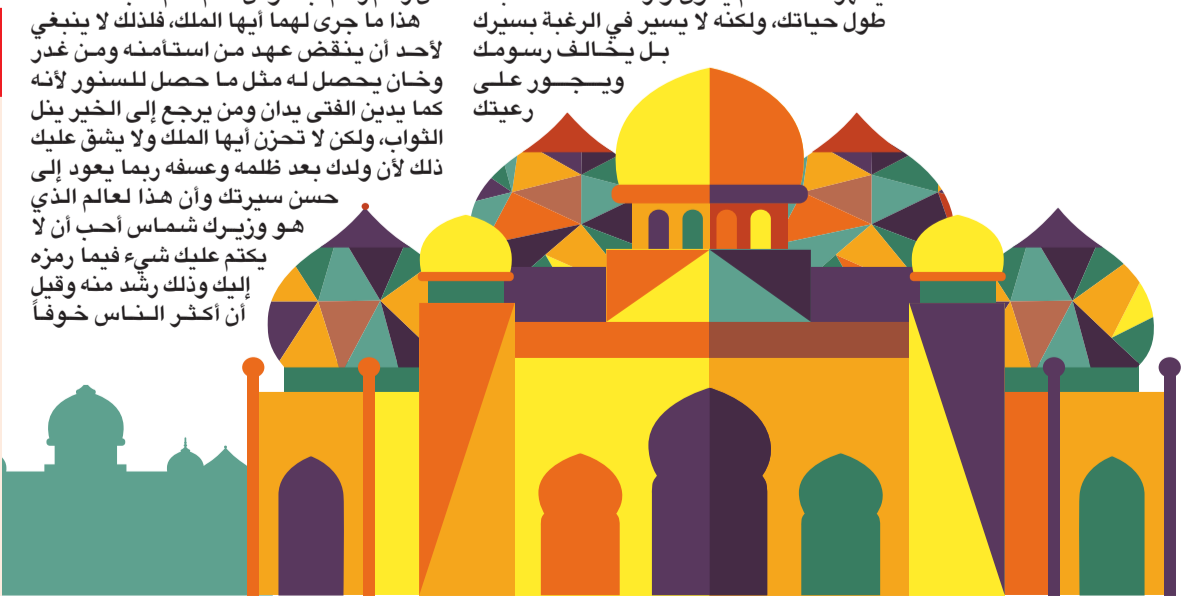 طول حياتك، ولكنه لا يسير في الرغبة بسيرك
بل يخالف رسومك
ويجور على
رعيتك
هذا ما جرى لهما أيها الملك، فلذلك لا ينبغي
لأحد أن ينقض عهد من استأمنه ومن غدر
وخان يحصل له مثل ما حصل للسنور لأنه
كما يدين الفتى يدان ومن يرجع إلى الخير ينل
الثواب، ولكن لا تحزن أيها الملك ولا يشق عليك
ذلك لأن ولدك بعد ظلمه وعسفه ربما يعود إلى
حسن سيرتك وأن هذا لعالم الذي
هو وزيرك شماس أحب أن لا
يكتم عليك شيء فيما رمزه
إليك وذلك رشد منه وقيل
أن أكثر الناس خوفاً